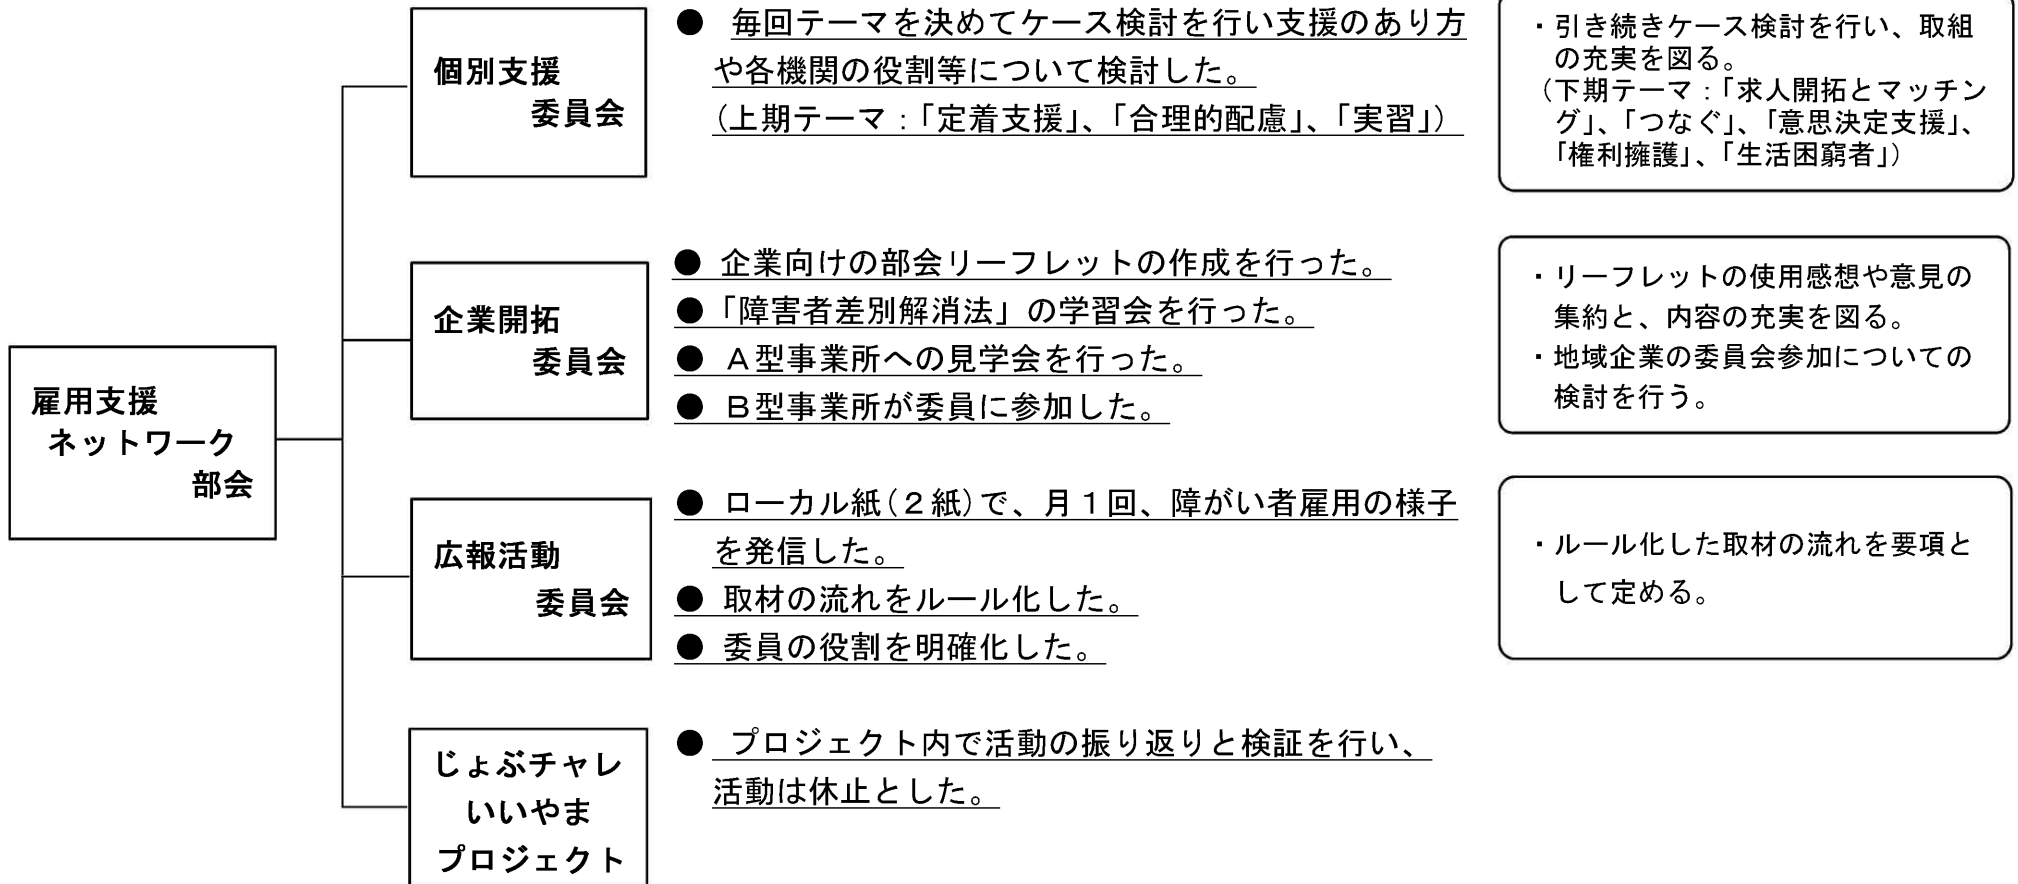 雇用支援
ネットワーク
部会
個別支援
委員会
● 毎回テーマを決めてケース検討を行い支援のあり方
や各機関の役割等について検討した。
(上期テーマ：「定着支援」、「合理的配慮」、「実習」)
・引き続きケース検討を行い、取組
の充実を図る。
(下期テーマ：「求人開拓とマッチン
グ」、「つなぐ」、「意思決定支援」、
「権利擁護」、「生活困窮者」)
企業開拓
委員会
● 企業向けの部会リーフレットの作成を行った。
● 「障害者差別解消法」の学習会を行った。
● Ａ型事業所への見学会を行った。
● Ｂ型事業所が委員に参加した。
・リーフレットの使用感想や意見の
集約と、内容の充実を図る。
・地域企業の委員会参加についての
検討を行う。
広報活動
委員会
● ローカル紙(２紙)で、月１回、障がい者雇用の様子
を発信した。
● 取材の流れをルール化した。
● 委員の役割を明確化した。
・ルール化した取材の流れを要項と
して定める。
じょぶチャレ
いいやま
プロジェクト
● プロジェクト内で活動の振り返りと検証を行い、
活動は休止とした。